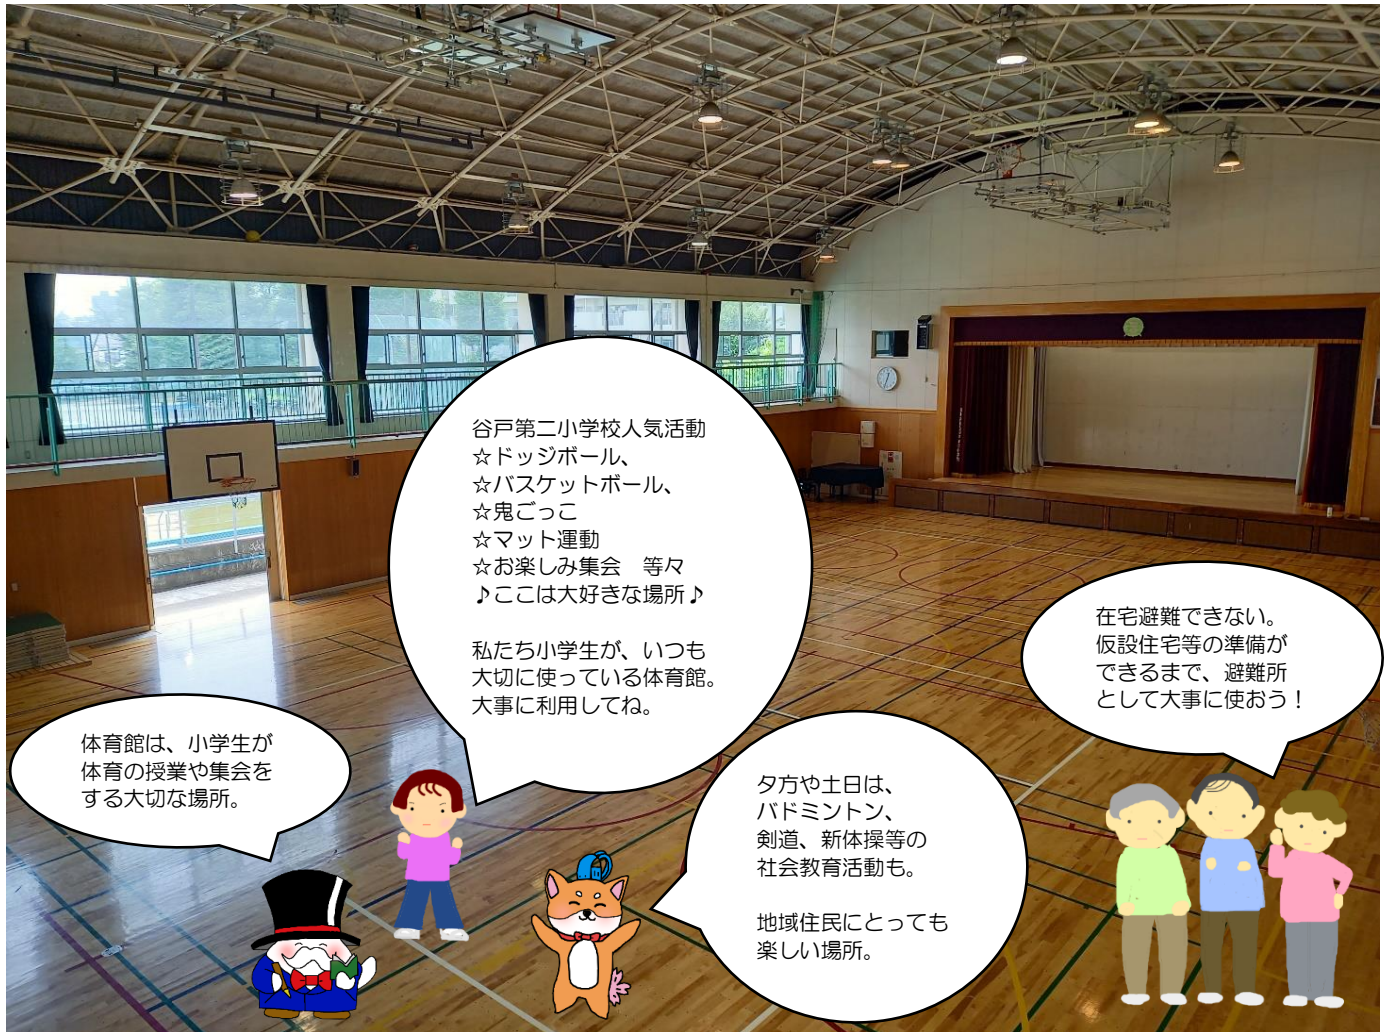 谷戸第二小学校人気活動
☆ドッジボール、
☆バスケットボール、
☆鬼ごっこ
☆マット運動
☆お楽しみ集会　等々
♪ここは大好きな場所♪
私たち小学生が、いつも
大切に使っている体育館。
大事に利用してね。
在宅避難できない。
仮設住宅等の準備が
できるまで、避難所
として大事に使おう！
体育館は、小学生が
体育の授業や集会を
する大切な場所。
夕方や土日は、
バドミントン、
剣道、新体操等の
社会教育活動も。
地域住民にとっても
楽しい場所。